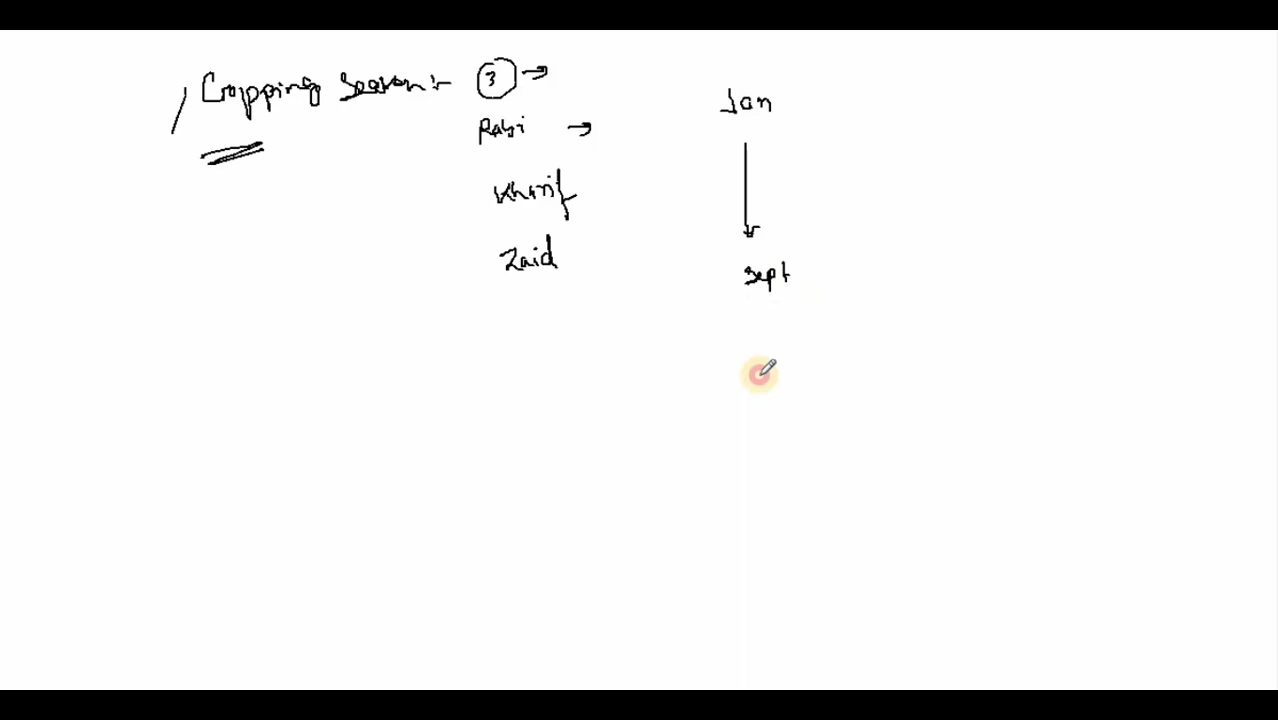 Cropping Season :- 3 →
Rabi →
Kharif
Zaid
Jan
↓
Sept